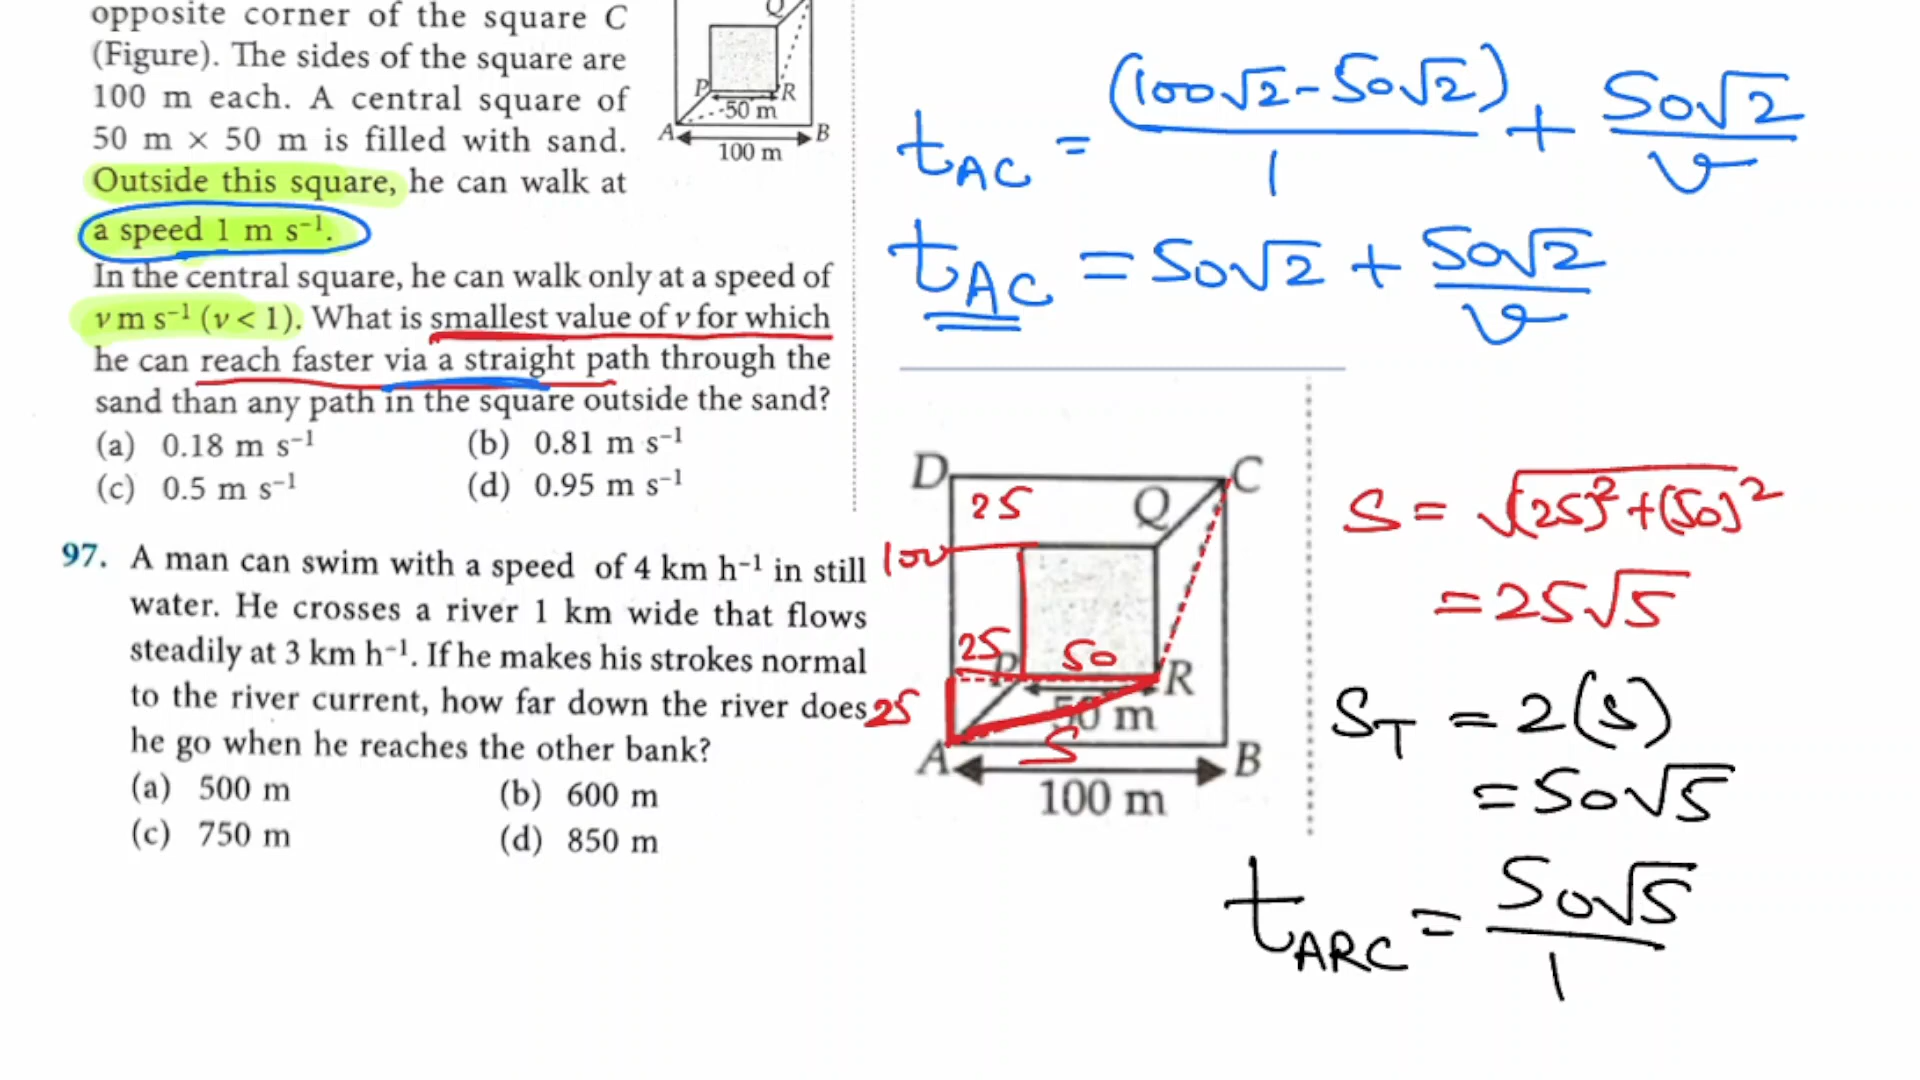 opposite corner of the square C
(Figure). The sides of the square are
100 m each. A central square of
50 m × 50 m is filled with sand.
Outside this square, he can walk at
a speed 1 m s⁻¹.
In the central square, he can walk only at a speed of
v m s⁻¹ (v < 1). What is smallest value of v for which
he can reach faster via a straight path through the
sand than any path in the square outside the sand?
(a) 0.18 m s⁻¹ (b) 0.81 m s⁻¹
(c) 0.5 m s⁻¹ (d) 0.95 m s⁻¹
Q
P
R
50 m
A
B
100 m
97. A man can swim with a speed of 4 km h⁻¹ in still
water. He crosses a river 1 km wide that flows
steadily at 3 km h⁻¹. If he makes his strokes normal
to the river current, how far down the river does
he go when he reaches the other bank?
(a) 500 m (b) 600 m
(c) 750 m (d) 850 m
t_AC = (100√2-50√2)/1 + 50√2/v
t_AC = 50√2 + 50√2/v
D
C
25
Q
100
25
P
50
R
25
50 m
S
A
B
100 m
S = √(25)²+(50)²
= 25√5
S_T = 2(S)
= 50√5
t_ARC = 50√5/1